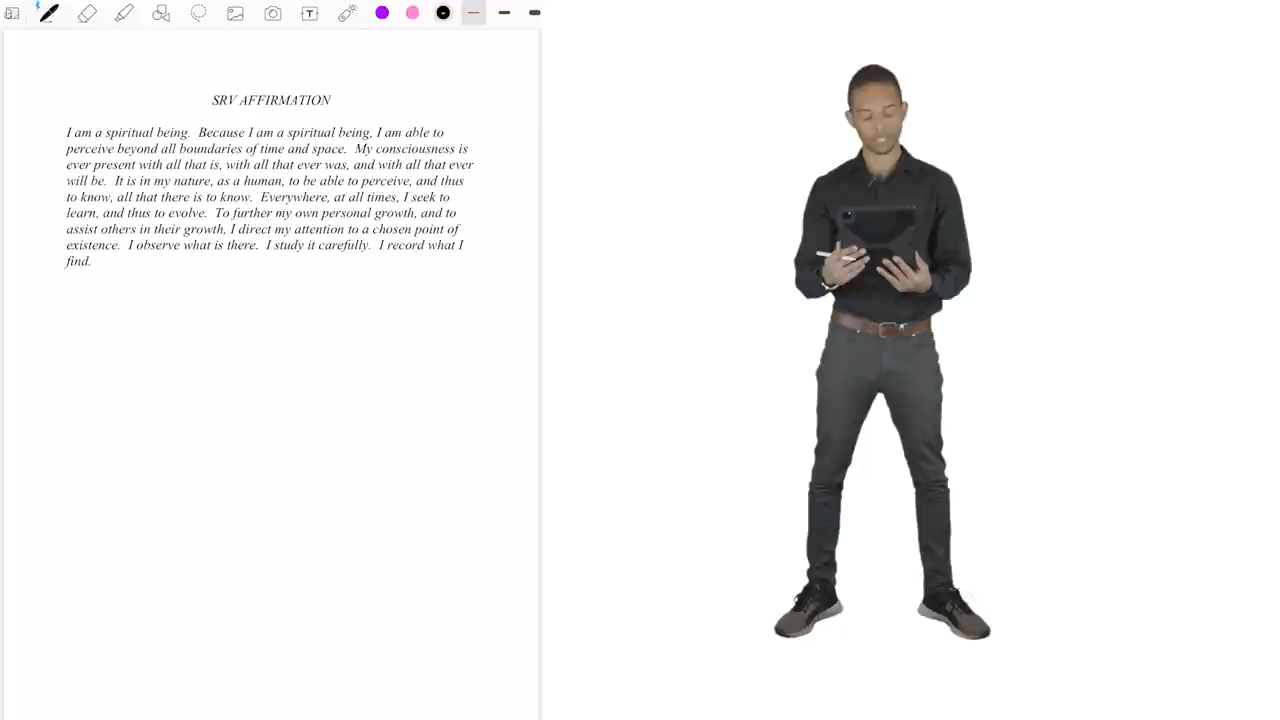 T
SRV AFFIRMATION
I am a spiritual being.  Because I am a spiritual being, I am able to
perceive beyond all boundaries of time and space.  My consciousness is
ever present with all that is, with all that ever was, and with all that ever
will be.  It is in my nature, as a human, to be able to perceive, and thus
to know, all that there is to know.  Everywhere, at all times, I seek to
learn, and thus to evolve.  To further my own personal growth, and to
assist others in their growth, I direct my attention to a chosen point of
existence.  I observe what is there.  I study it carefully.  I record what I
find.